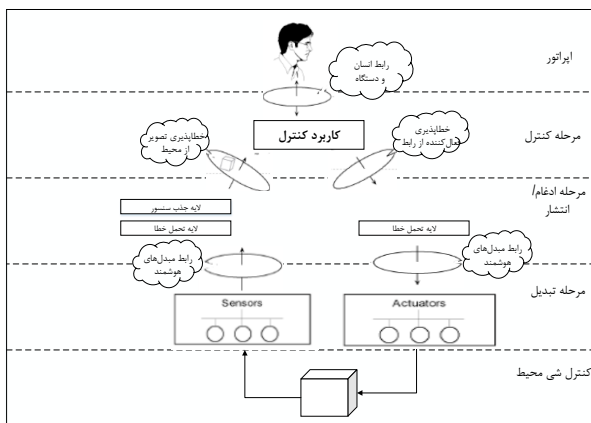 اپراتور
رابط انسان
و دستگاه
مرحله کنترل
کاربرد کنترل
خطاپذیری
فعال‌کننده از رابط
خطاپذیری تصویر
از محیط
مرحله ادغام/
انتشار
لایه جذب سنسور
لایه تحمل خطا
لایه تحمل خطا
رابط مبدل‌های
هوشمند
رابط مبدل‌های
هوشمند
مرحله تبدیل
Sensors
Actuators
کنترل شی محیط